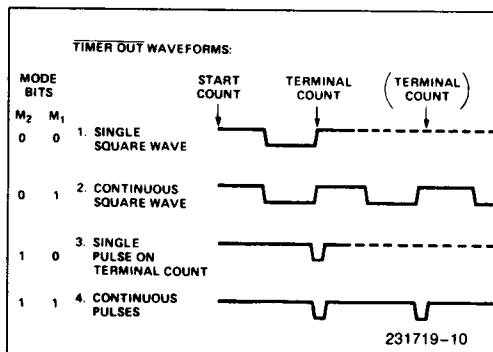 TIMER OUT WAVEFORMS:
MODE BITS
START COUNT
TERMINAL COUNT
(TERMINAL COUNT)
M2 M1
0 0 1. SINGLE SQUARE WAVE
0 1 2. CONTINUOUS SQUARE WAVE
1 0 3. SINGLE PULSE ON TERMINAL COUNT
1 1 4. CONTINUOUS PULSES
231719–10